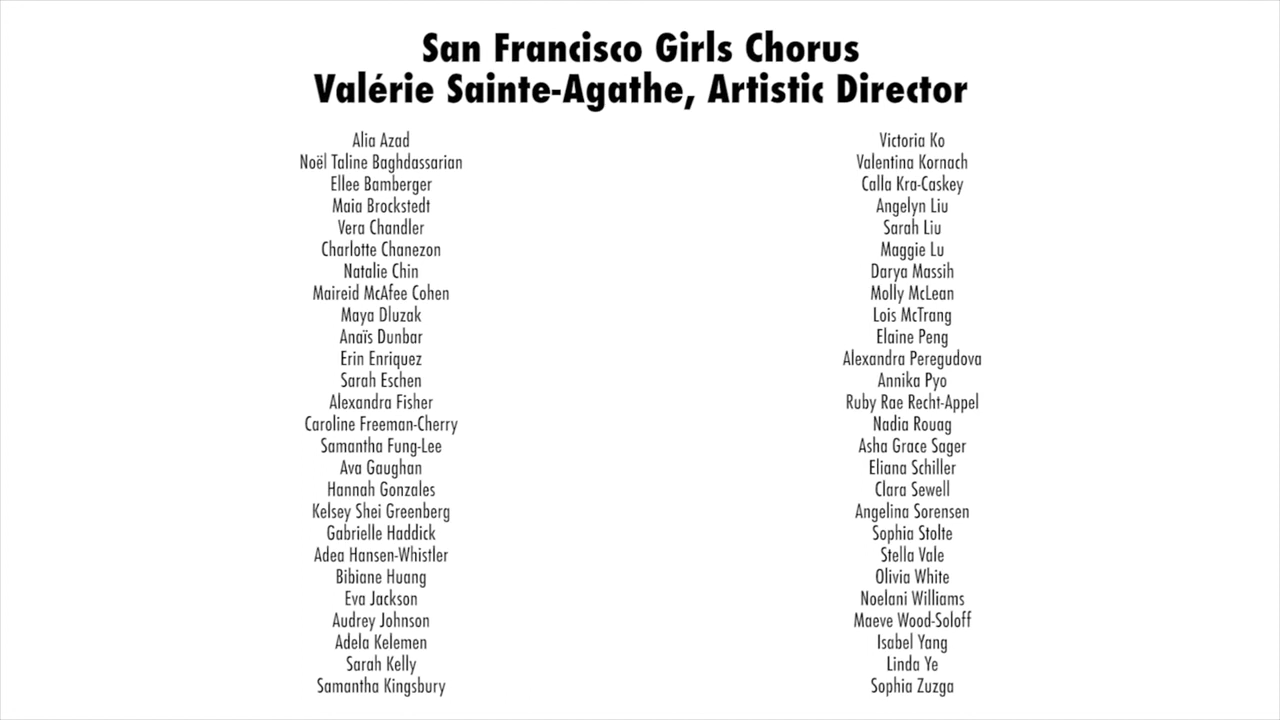 San Francisco Girls Chorus
Valérie Sainte-Agathe, Artistic Director
Alia Azad
Noël Taline Baghdassarian
Ellee Bamberger
Maia Brockstedt
Vera Chandler
Charlotte Chanezon
Natalie Chin
Maireid McAfee Cohen
Maya Dluzak
Anaïs Dunbar
Erin Enriquez
Sarah Eschen
Alexandra Fisher
Caroline Freeman-Cherry
Samantha Fung-Lee
Ava Gaughan
Hannah Gonzales
Kelsey Shei Greenberg
Gabrielle Haddick
Adea Hansen-Whistler
Bibiane Huang
Eva Jackson
Audrey Johnson
Adela Kelemen
Sarah Kelly
Samantha Kingsbury
Victoria Ko
Valentina Kornach
Calla Kra-Caskey
Angelyn Liu
Sarah Liu
Maggie Lu
Darya Massih
Molly McLean
Lois McTrang
Elaine Peng
Alexandra Peregudova
Annika Pyo
Ruby Rae Recht-Appel
Nadia Rouag
Asha Grace Sager
Eliana Schiller
Clara Sewell
Angelina Sorensen
Sophia Stolte
Stella Vale
Olivia White
Noelani Williams
Maeve Wood-Soloff
Isabel Yang
Linda Ye
Sophia Zuzga